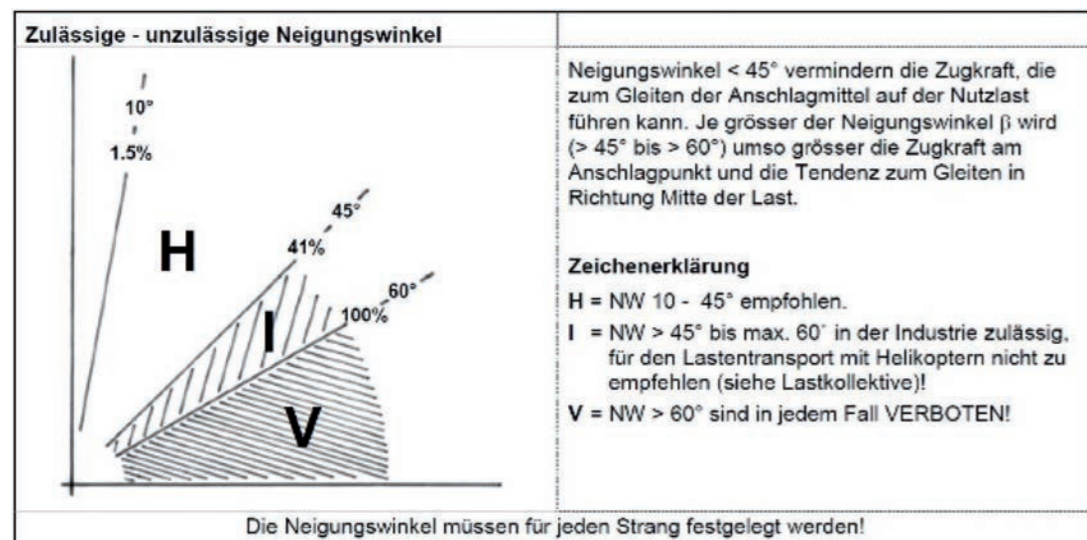 Zulässige - unzulässige Neigungswinkel
10°
1.5%
H
45°
41%
I
60°
100%
V
Neigungswinkel < 45° vermindern die Zugkraft, die
zum Gleiten der Anschlagmittel auf der Nutzlast
führen kann. Je grösser der Neigungswinkel β wird
(> 45° bis > 60°) umso grösser die Zugkraft am
Anschlagpunkt und die Tendenz zum Gleiten in
Richtung Mitte der Last.
Zeichenerklärung
H = NW 10 - 45° empfohlen.
I = NW > 45° bis max. 60° in der Industrie zulässig,
für den Lastentransport mit Helikoptern nicht zu
empfehlen (siehe Lastkollektive)!
V = NW > 60° sind in jedem Fall VERBOTEN!
Die Neigungswinkel müssen für jeden Strang festgelegt werden!